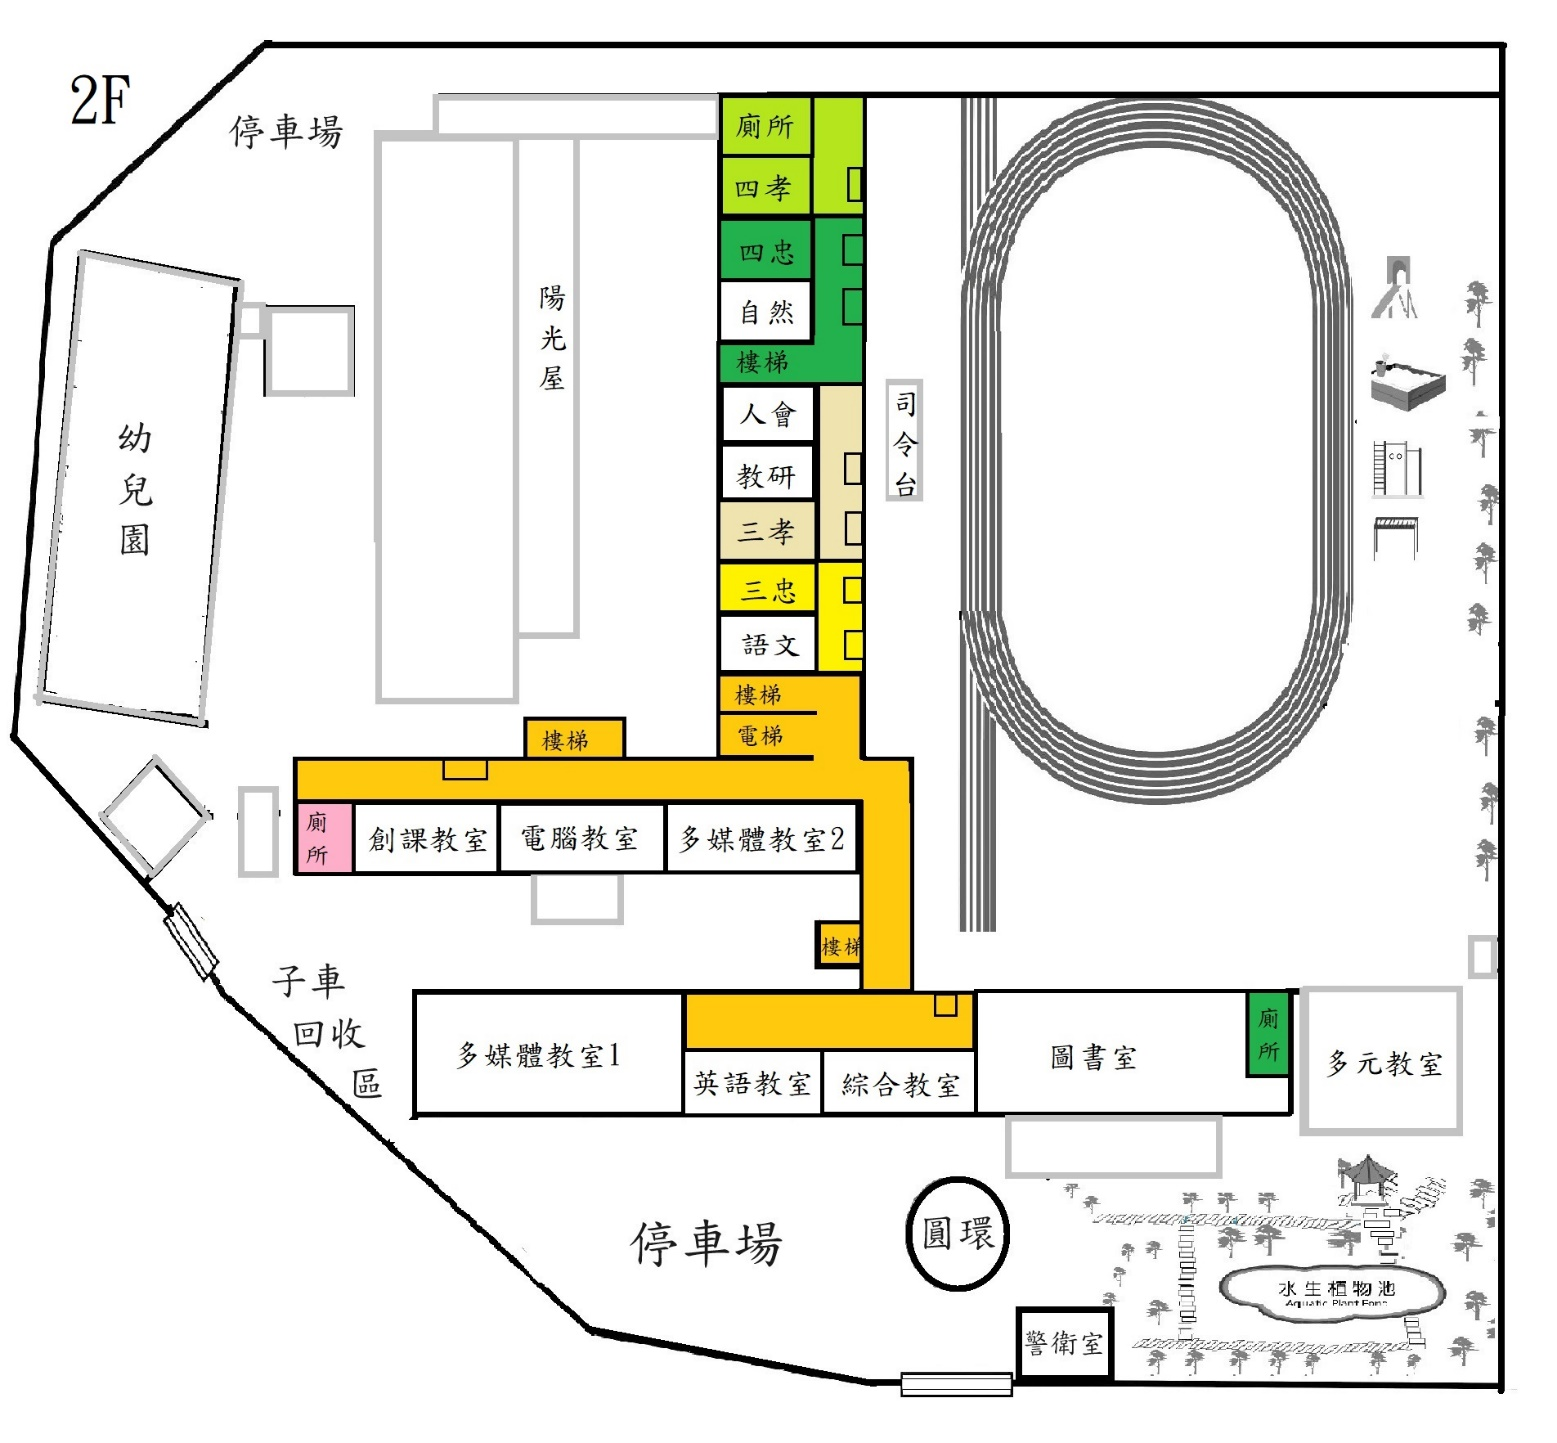 2F
停車場
廁所
四孝
四忠
自然
樓梯
人會
教研
三孝
三忠
語文
樓梯
電梯
陽光屋
司令台
幼兒園
樓梯
廁所
創課教室
電腦教室
多媒體教室2
樓梯
子車
回收
區
多媒體教室1
英語教室
綜合教室
圖書室
廁所
多元教室
停車場
圓環
水生植物池
Aquatic Plant Pond
警衛室